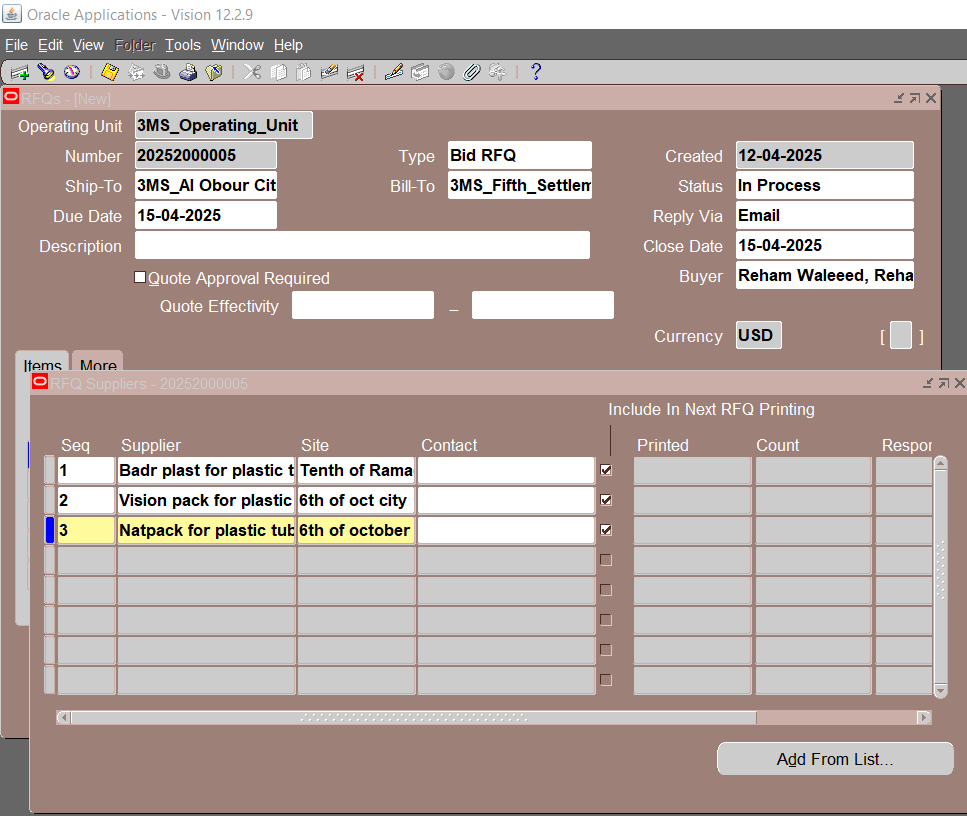 Oracle Applications - Vision 12.2.9
File Edit View Folder Tools Window Help
RFQs - [New]
Operating Unit 3MS_Operating_Unit
Number 20252000005 Type Bid RFQ Created 12-04-2025
Ship-To 3MS_Al Obour Cit Bill-To 3MS_Fifth_Settlem Status In Process
Due Date 15-04-2025 Reply Via Email
Description Close Date 15-04-2025
Quote Approval Required Buyer Reham Waleeed, Reha
Quote Effectivity –
Currency USD [ ]
Items More
RFQ Suppliers - 20252000005
Include In Next RFQ Printing
Seq Supplier Site Contact Printed Count Respor
1 Badr plast for plastic t Tenth of Rama
2 Vision pack for plastic 6th of oct city
3 Natpack for plastic tub 6th of october
Add From List...